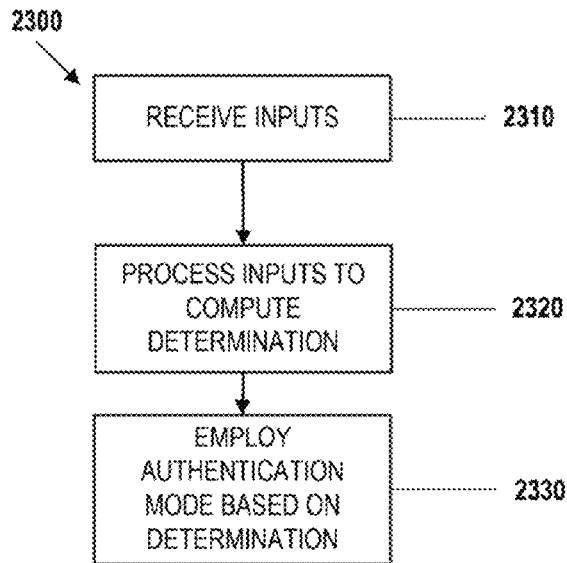 2300
RECEIVE INPUTS
2310
PROCESS INPUTS TO
COMPUTE
DETERMINATION
2320
EMPLOY
AUTHENTICATION
MODE BASED ON
DETERMINATION
2330